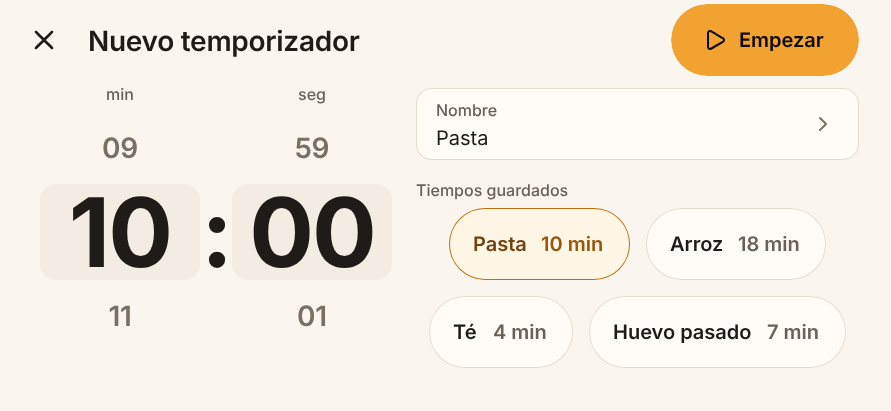 Nuevo temporizador
Empezar
min seg
09 59
10 : 00
11 01
Nombre
Pasta
Tiempos guardados
Pasta 10 min
Arroz 18 min
Té 4 min
Huevo pasado 7 min